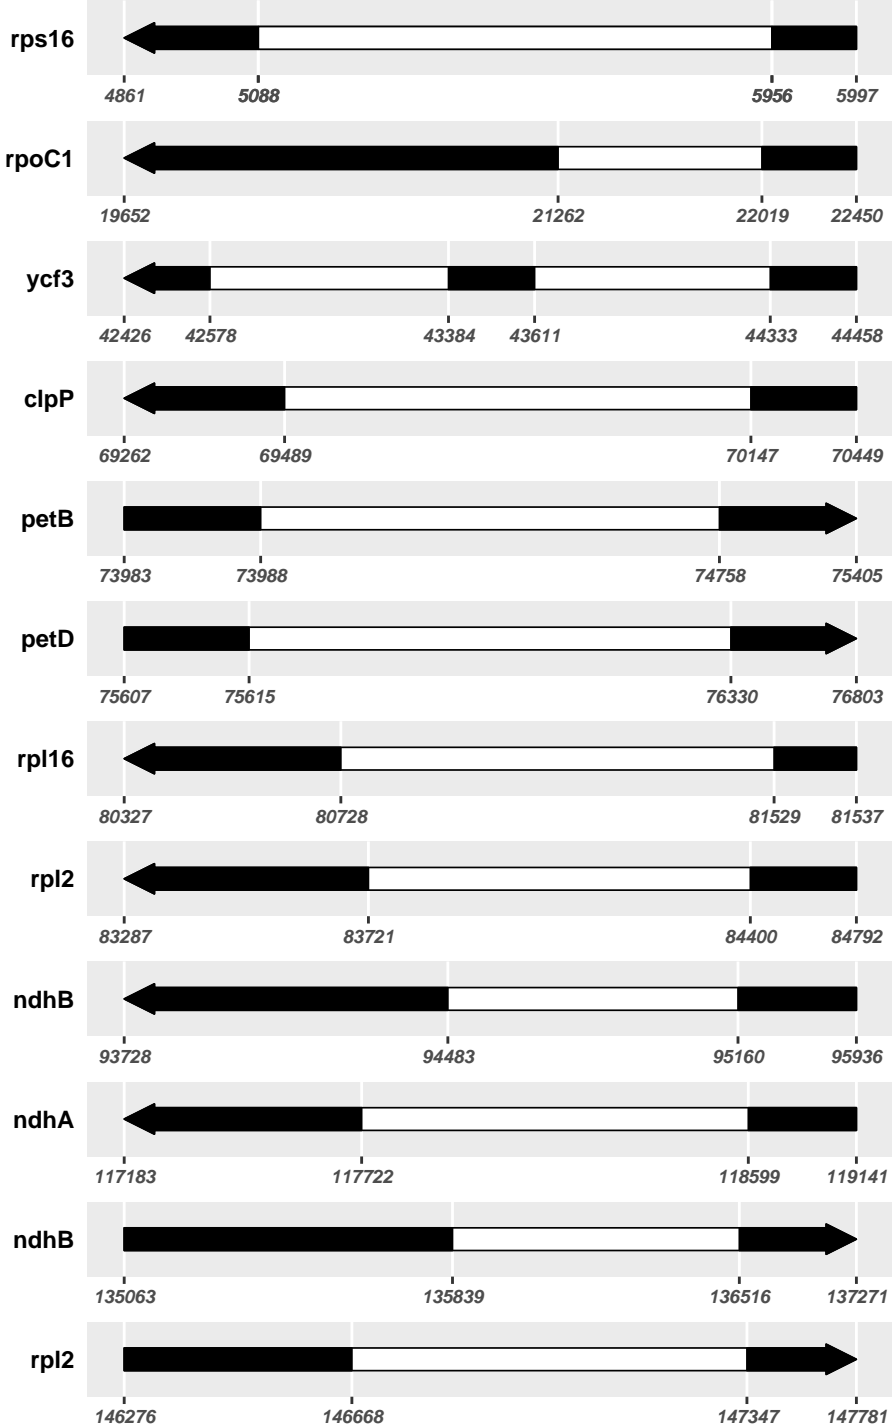 rps16
4861 5088 5956 5997
rpoC1
19652 21262 22019 22450
ycf3
42426 42578 43384 43611 44333 44458
clpP
69262 69489 70147 70449
petB
73983 73988 74758 75405
petD
75607 75615 76330 76803
rpl16
80327 80728 81529 81537
rpl2
83287 83721 84400 84792
ndhB
93728 94483 95160 95936
ndhA
117183 117722 118599 119141
ndhB
135063 135839 136516 137271
rpl2
146276 146668 147347 147781